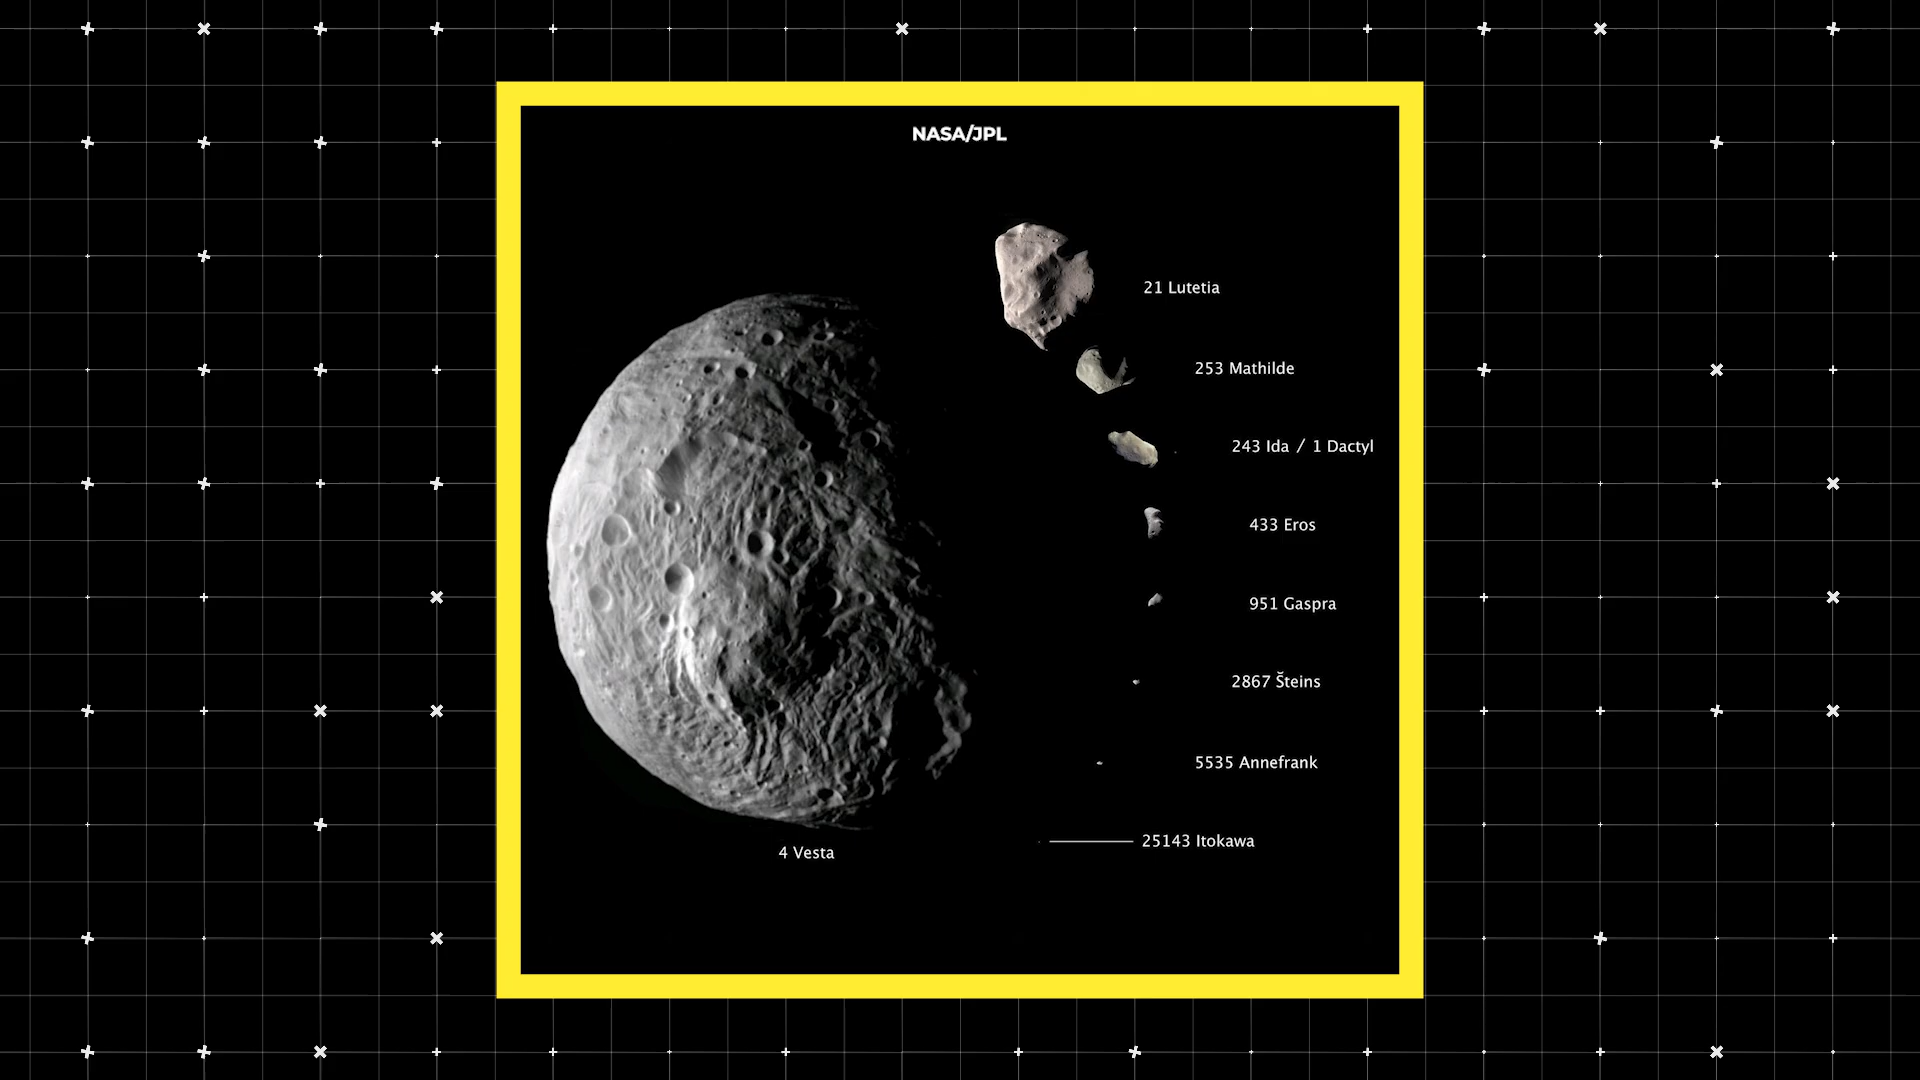 NASA/JPL
21 Lutetia
253 Mathilde
243 Ida / 1 Dactyl
433 Eros
951 Gaspra
2867 Šteins
5535 Annefrank
25143 Itokawa
4 Vesta